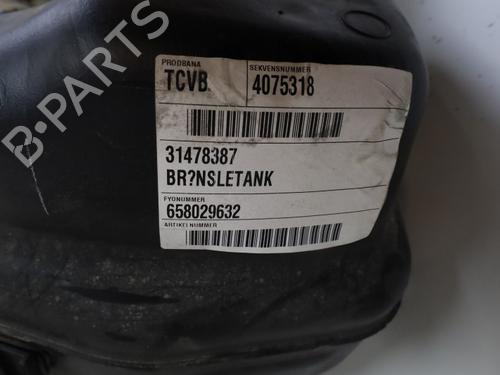 PRODBANA SEKVENSNUMMER
TCVB 4075318
31478387
BR?NSLETANK
FYONUMMER
658029632
ARTIKELNUMMER
B-PARTS